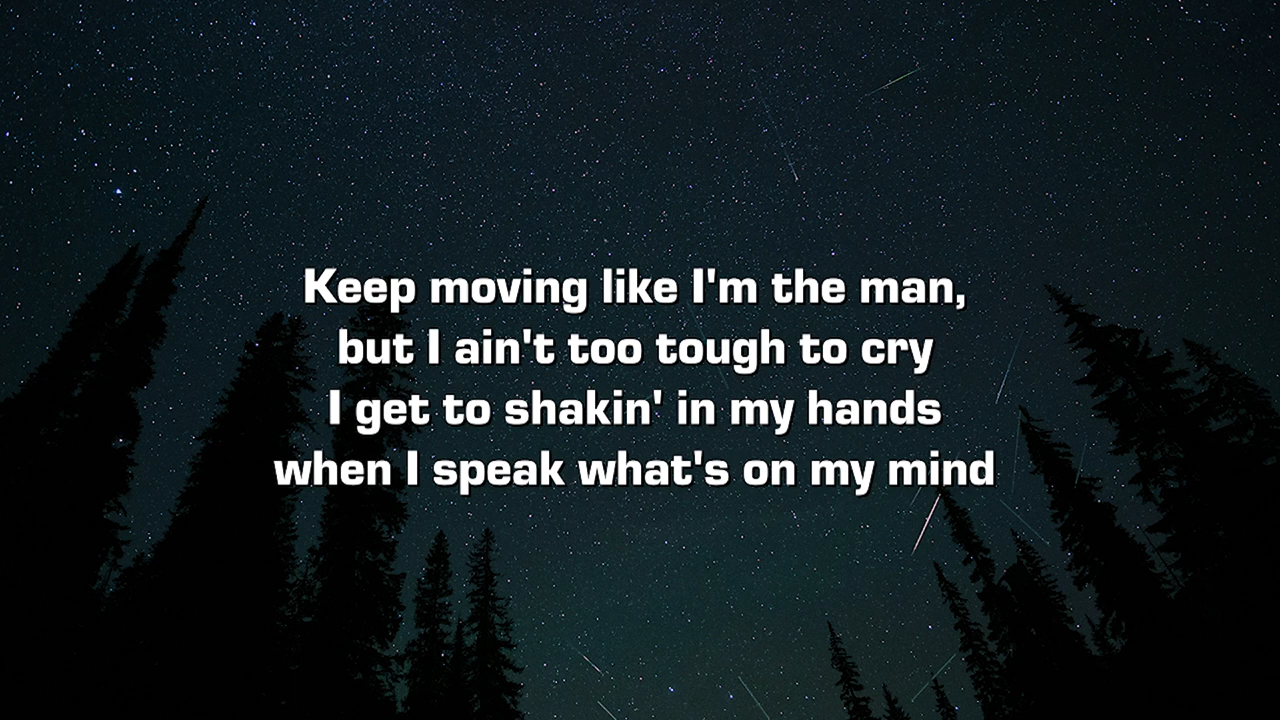 Keep moving like I'm the man,
but I ain't too tough to cry
I get to shakin' in my hands
when I speak what's on my mind